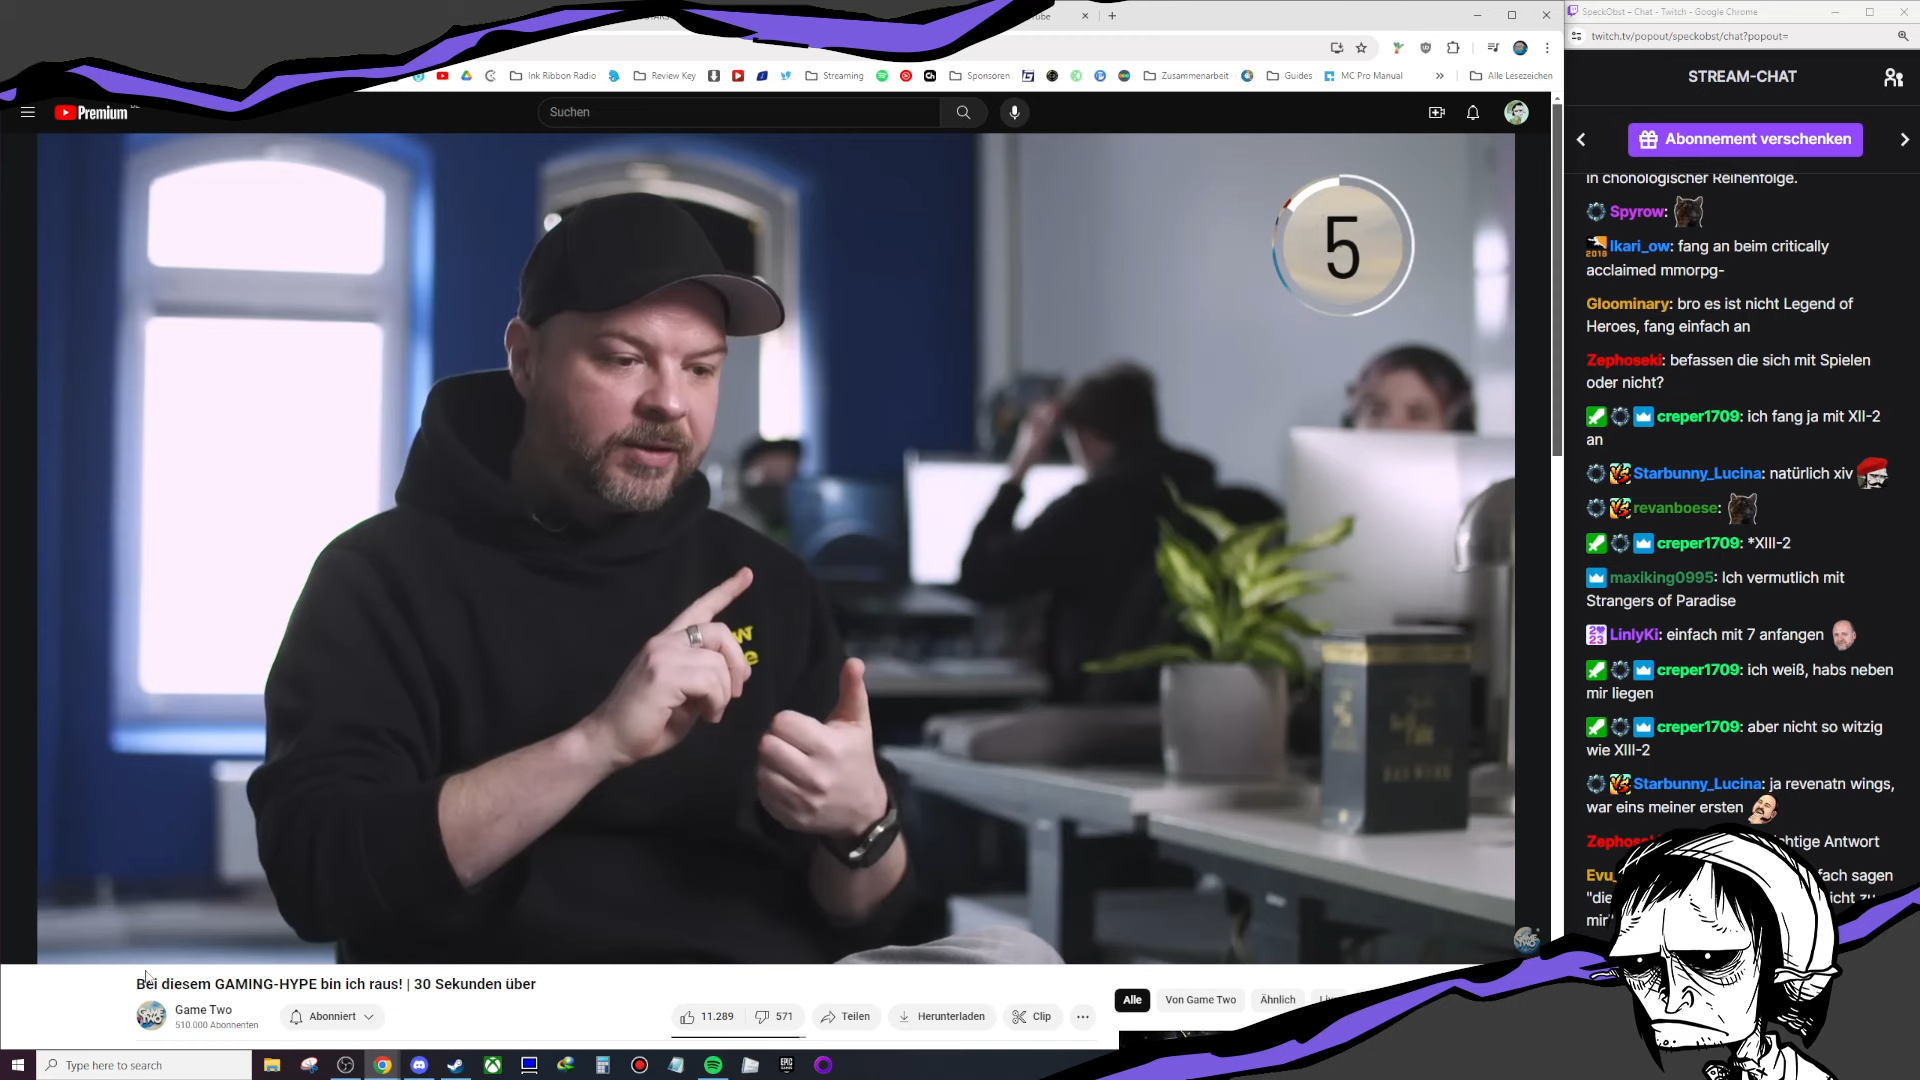 SpeckObst – Chat - Twitch - Google Chrome
twitch.tv/popout/speckobst/chat?popout=
Ink Ribbon Radio
Review Key
Streaming
Sponsoren
Zusammenarbeit
Guides
MC Pro Manual
»
Alle Lesezeichen
Premium
Suchen
5
Bei diesem GAMING-HYPE bin ich raus! | 30 Sekunden über
Game Two
510.000 Abonnenten
Abonniert
11.289
571
Teilen
Herunterladen
Clip
Alle
Von Game Two
Ähnlich
Type here to search
STREAM-CHAT
Abonnement verschenken
in chonologischer Reihenfolge.
Spyrow:
2018 Ikari_ow: fang an beim critically
acclaimed mmorpg-
Gloominary: bro es ist nicht Legend of
Heroes, fang einfach an
Zephoseki: befassen die sich mit Spielen
oder nicht?
creper1709: ich fang ja mit XII-2
an
Starbunny_Lucina: natürlich xiv
revanboese:
creper1709: *XIII-2
maxiking0995: Ich vermutlich mit
Strangers of Paradise
LinlyKi: einfach mit 7 anfangen
creper1709: ich weiß, habs neben
mir liegen
creper1709: aber nicht so witzig
wie XIII-2
Starbunny_Lucina: ja revenatn wings,
war eins meiner ersten
Antwort
sagen
"die
mir"